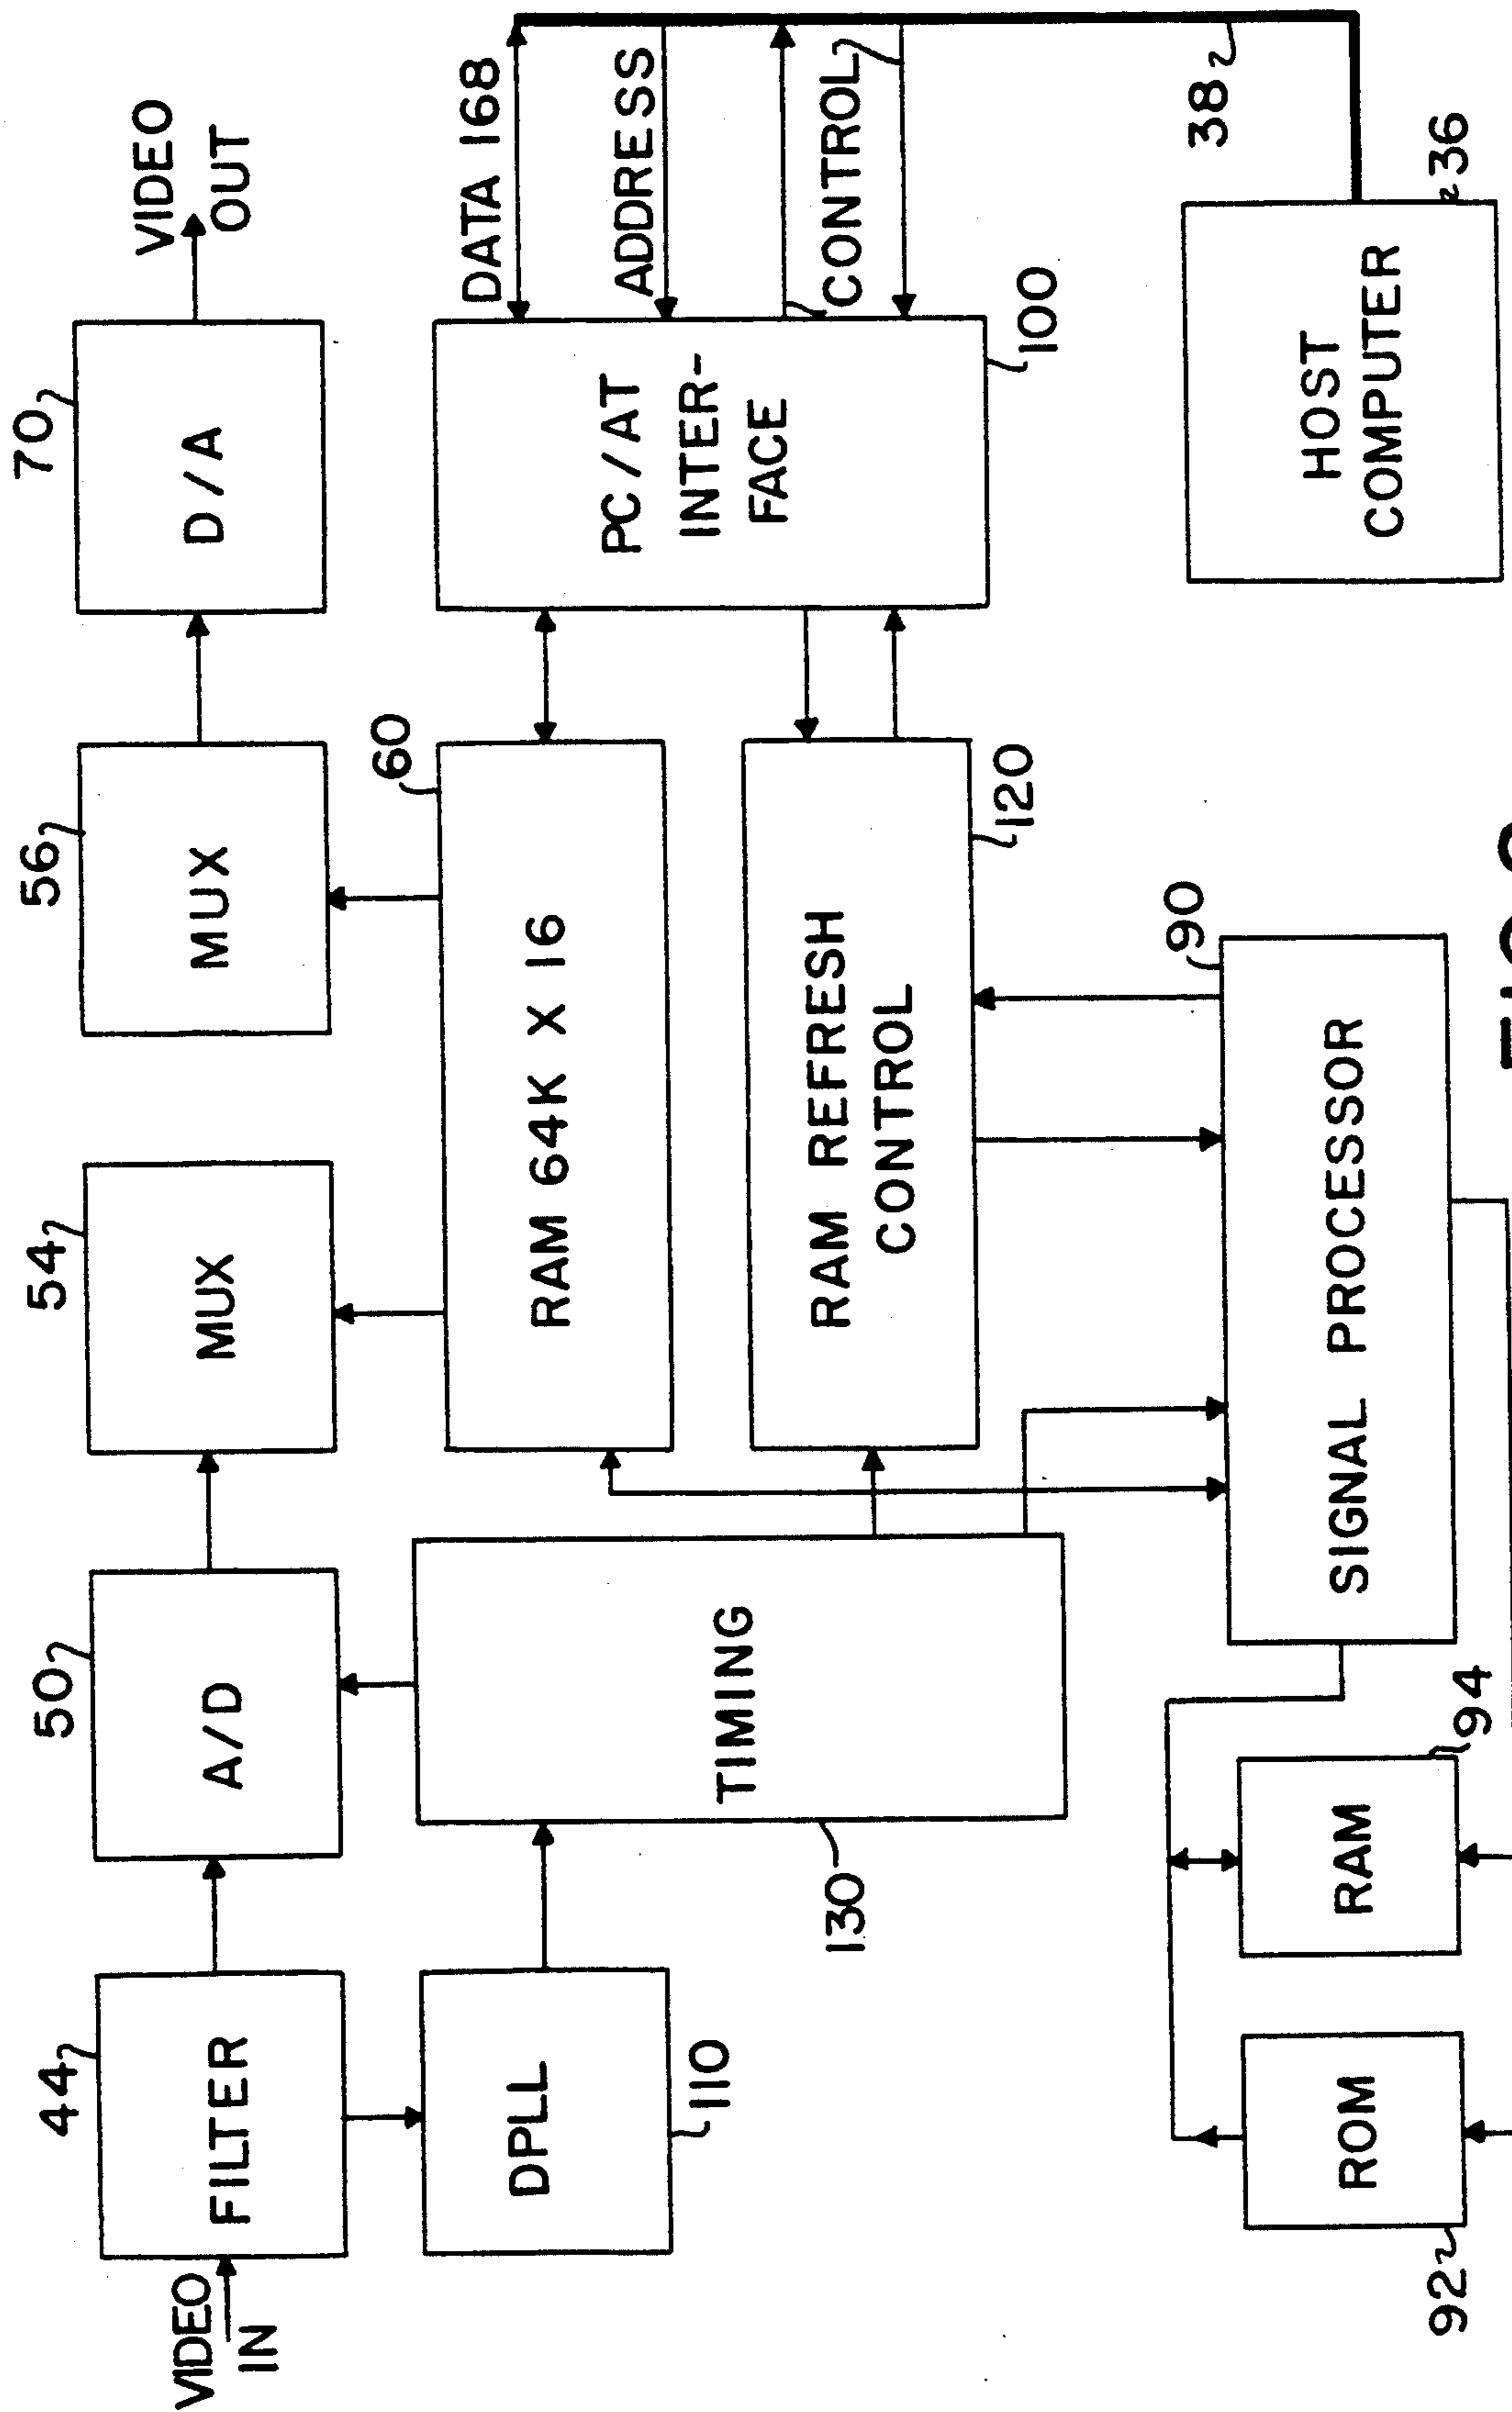 44
50
54
56
70
VIDEO
IN
FILTER
A/D
MUX
MUX
D/A
VIDEO
OUT
60
DATA 168
DPLL
110
TIMING
130
RAM 64K X 16
PC/AT
INTER-
FACE
ADDRESS
CONTROL
100
RAM REFRESH
CONTROL
120
90
38
ROM
92
RAM
94
SIGNAL PROCESSOR
HOST
COMPUTER
36